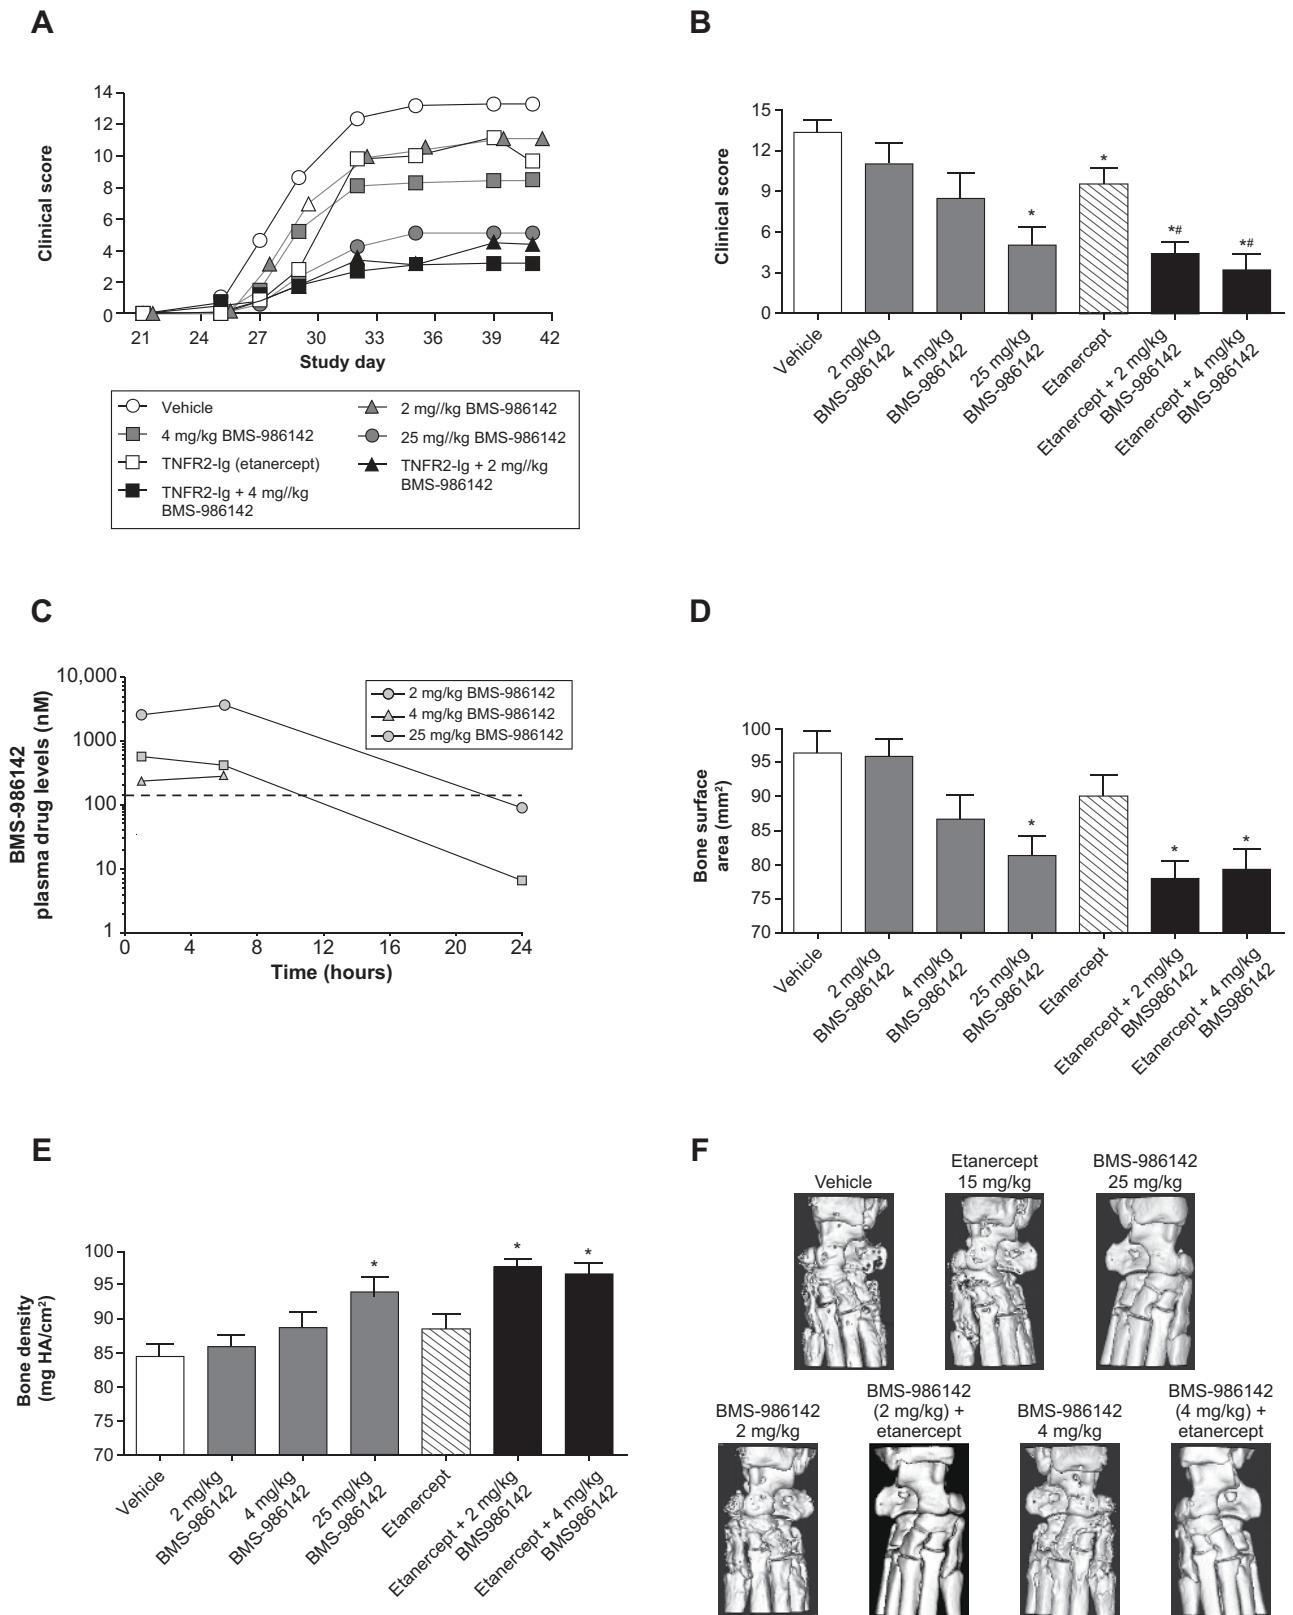 A
14
12
10
8
6
4
2
0
Clinical score
21 24 27 30 33 36 39 42
Study day
Vehicle
4 mg/kg BMS-986142
TNFR2-Ig (etanercept)
TNFR2-Ig + 4 mg//kg
BMS-986142
2 mg//kg BMS-986142
25 mg//kg BMS-986142
TNFR2-Ig + 2 mg//kg
BMS-986142
B
15
12
9
6
3
0
Clinical score
*
*
*#
*#
Vehicle
2 mg/kg
BMS-986142
4 mg/kg
BMS-986142
25 mg/kg
BMS-986142
Etanercept
Etanercept + 2 mg/kg
BMS-986142
Etanercept + 4 mg/kg
BMS-986142
C
10,000
1000
100
10
1
BMS-986142
plasma drug levels (nM)
2 mg/kg BMS-986142
4 mg/kg BMS-986142
25 mg/kg BMS-986142
0 4 8 12 16 20 24
Time (hours)
D
100
95
90
85
80
75
70
Bone surface
area (mm²)
*
*
*
Vehicle
2 mg/kg
BMS-986142
4 mg/kg
BMS-986142
25 mg/kg
BMS-986142
Etanercept
Etanercept + 2 mg/kg
BMS986142
Etanercept + 4 mg/kg
BMS986142
E
100
95
90
85
80
75
70
Bone density
(mg HA/cm²)
*
*
*
Vehicle
2 mg/kg
BMS-986142
4 mg/kg
BMS-986142
25 mg/kg
BMS-986142
Etanercept
Etanercept + 2 mg/kg
BMS986142
Etanercept + 4 mg/kg
BMS986142
F
Vehicle
Etanercept
15 mg/kg
BMS-986142
25 mg/kg
BMS-986142
2 mg/kg
BMS-986142
(2 mg/kg) +
etanercept
BMS-986142
4 mg/kg
BMS-986142
(4 mg/kg) +
etanercept